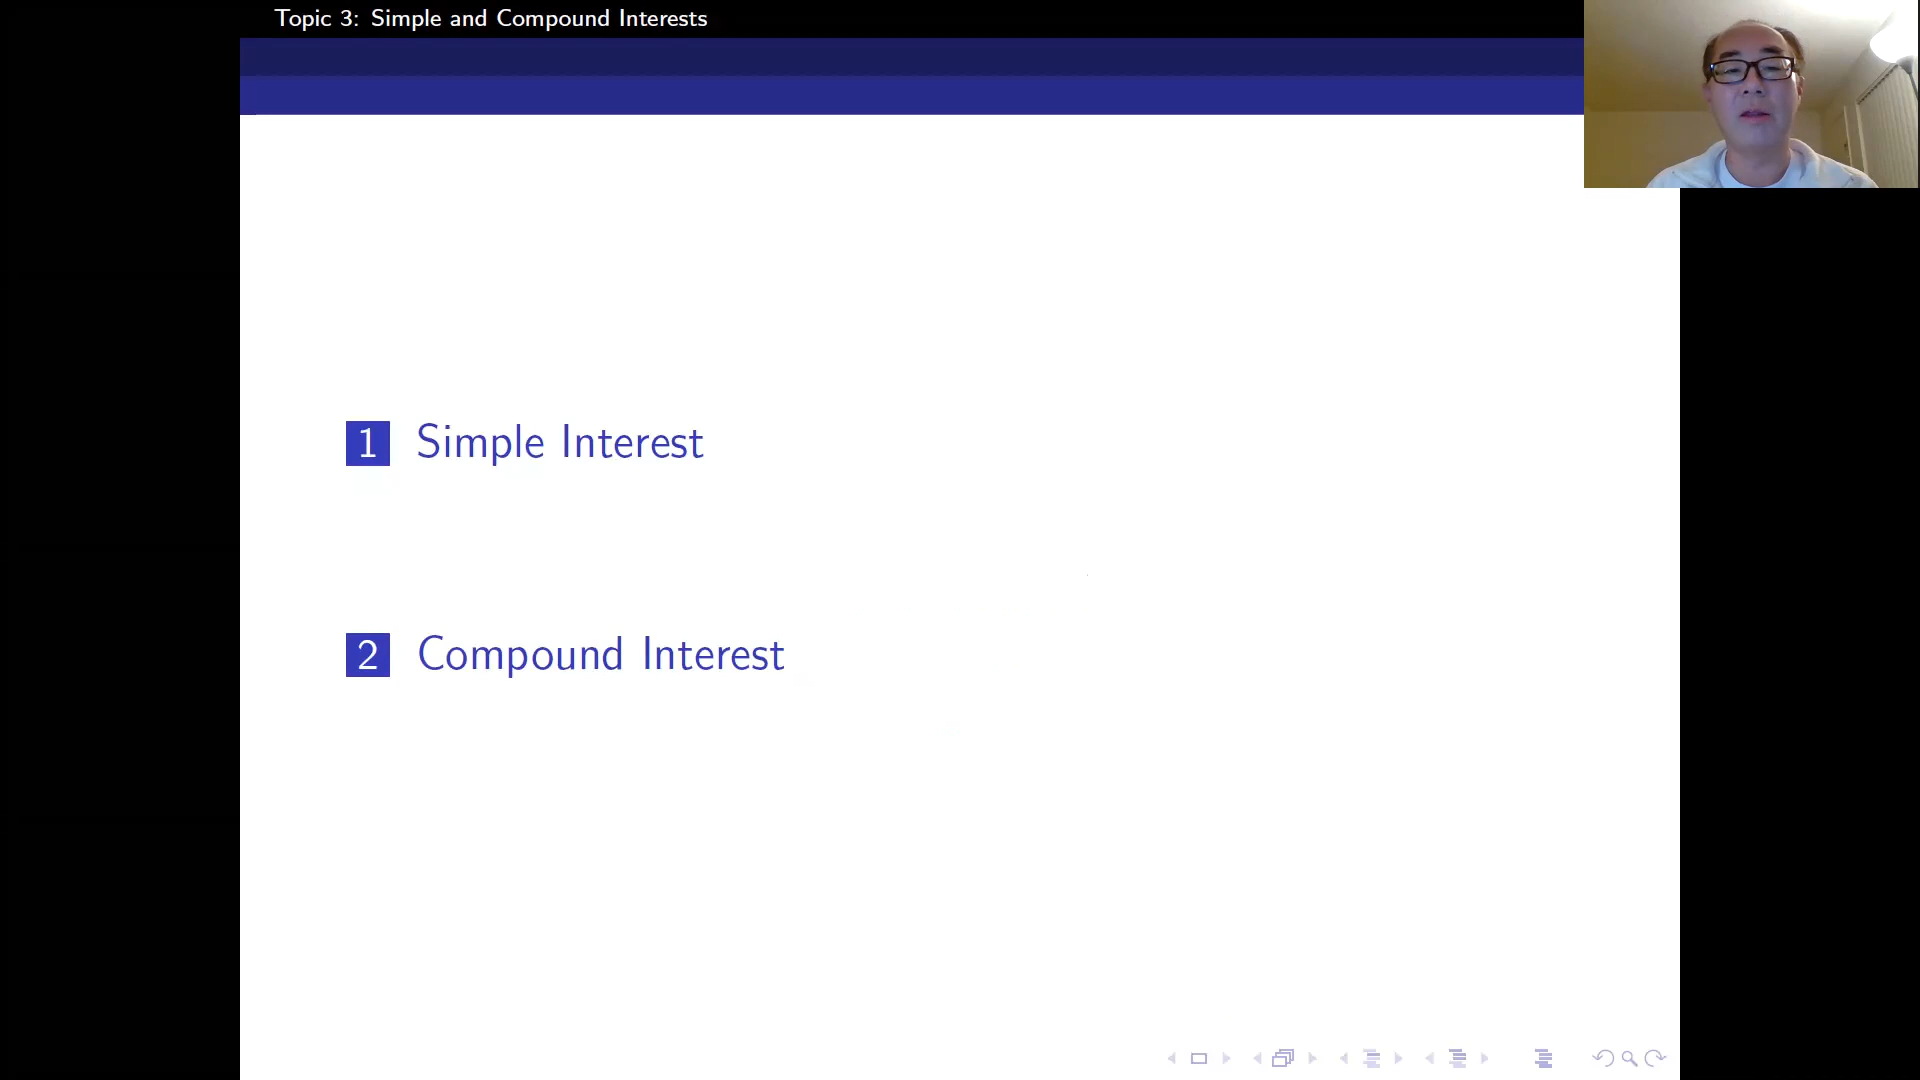 Topic 3: Simple and Compound Interests
1 Simple Interest
2 Compound Interest